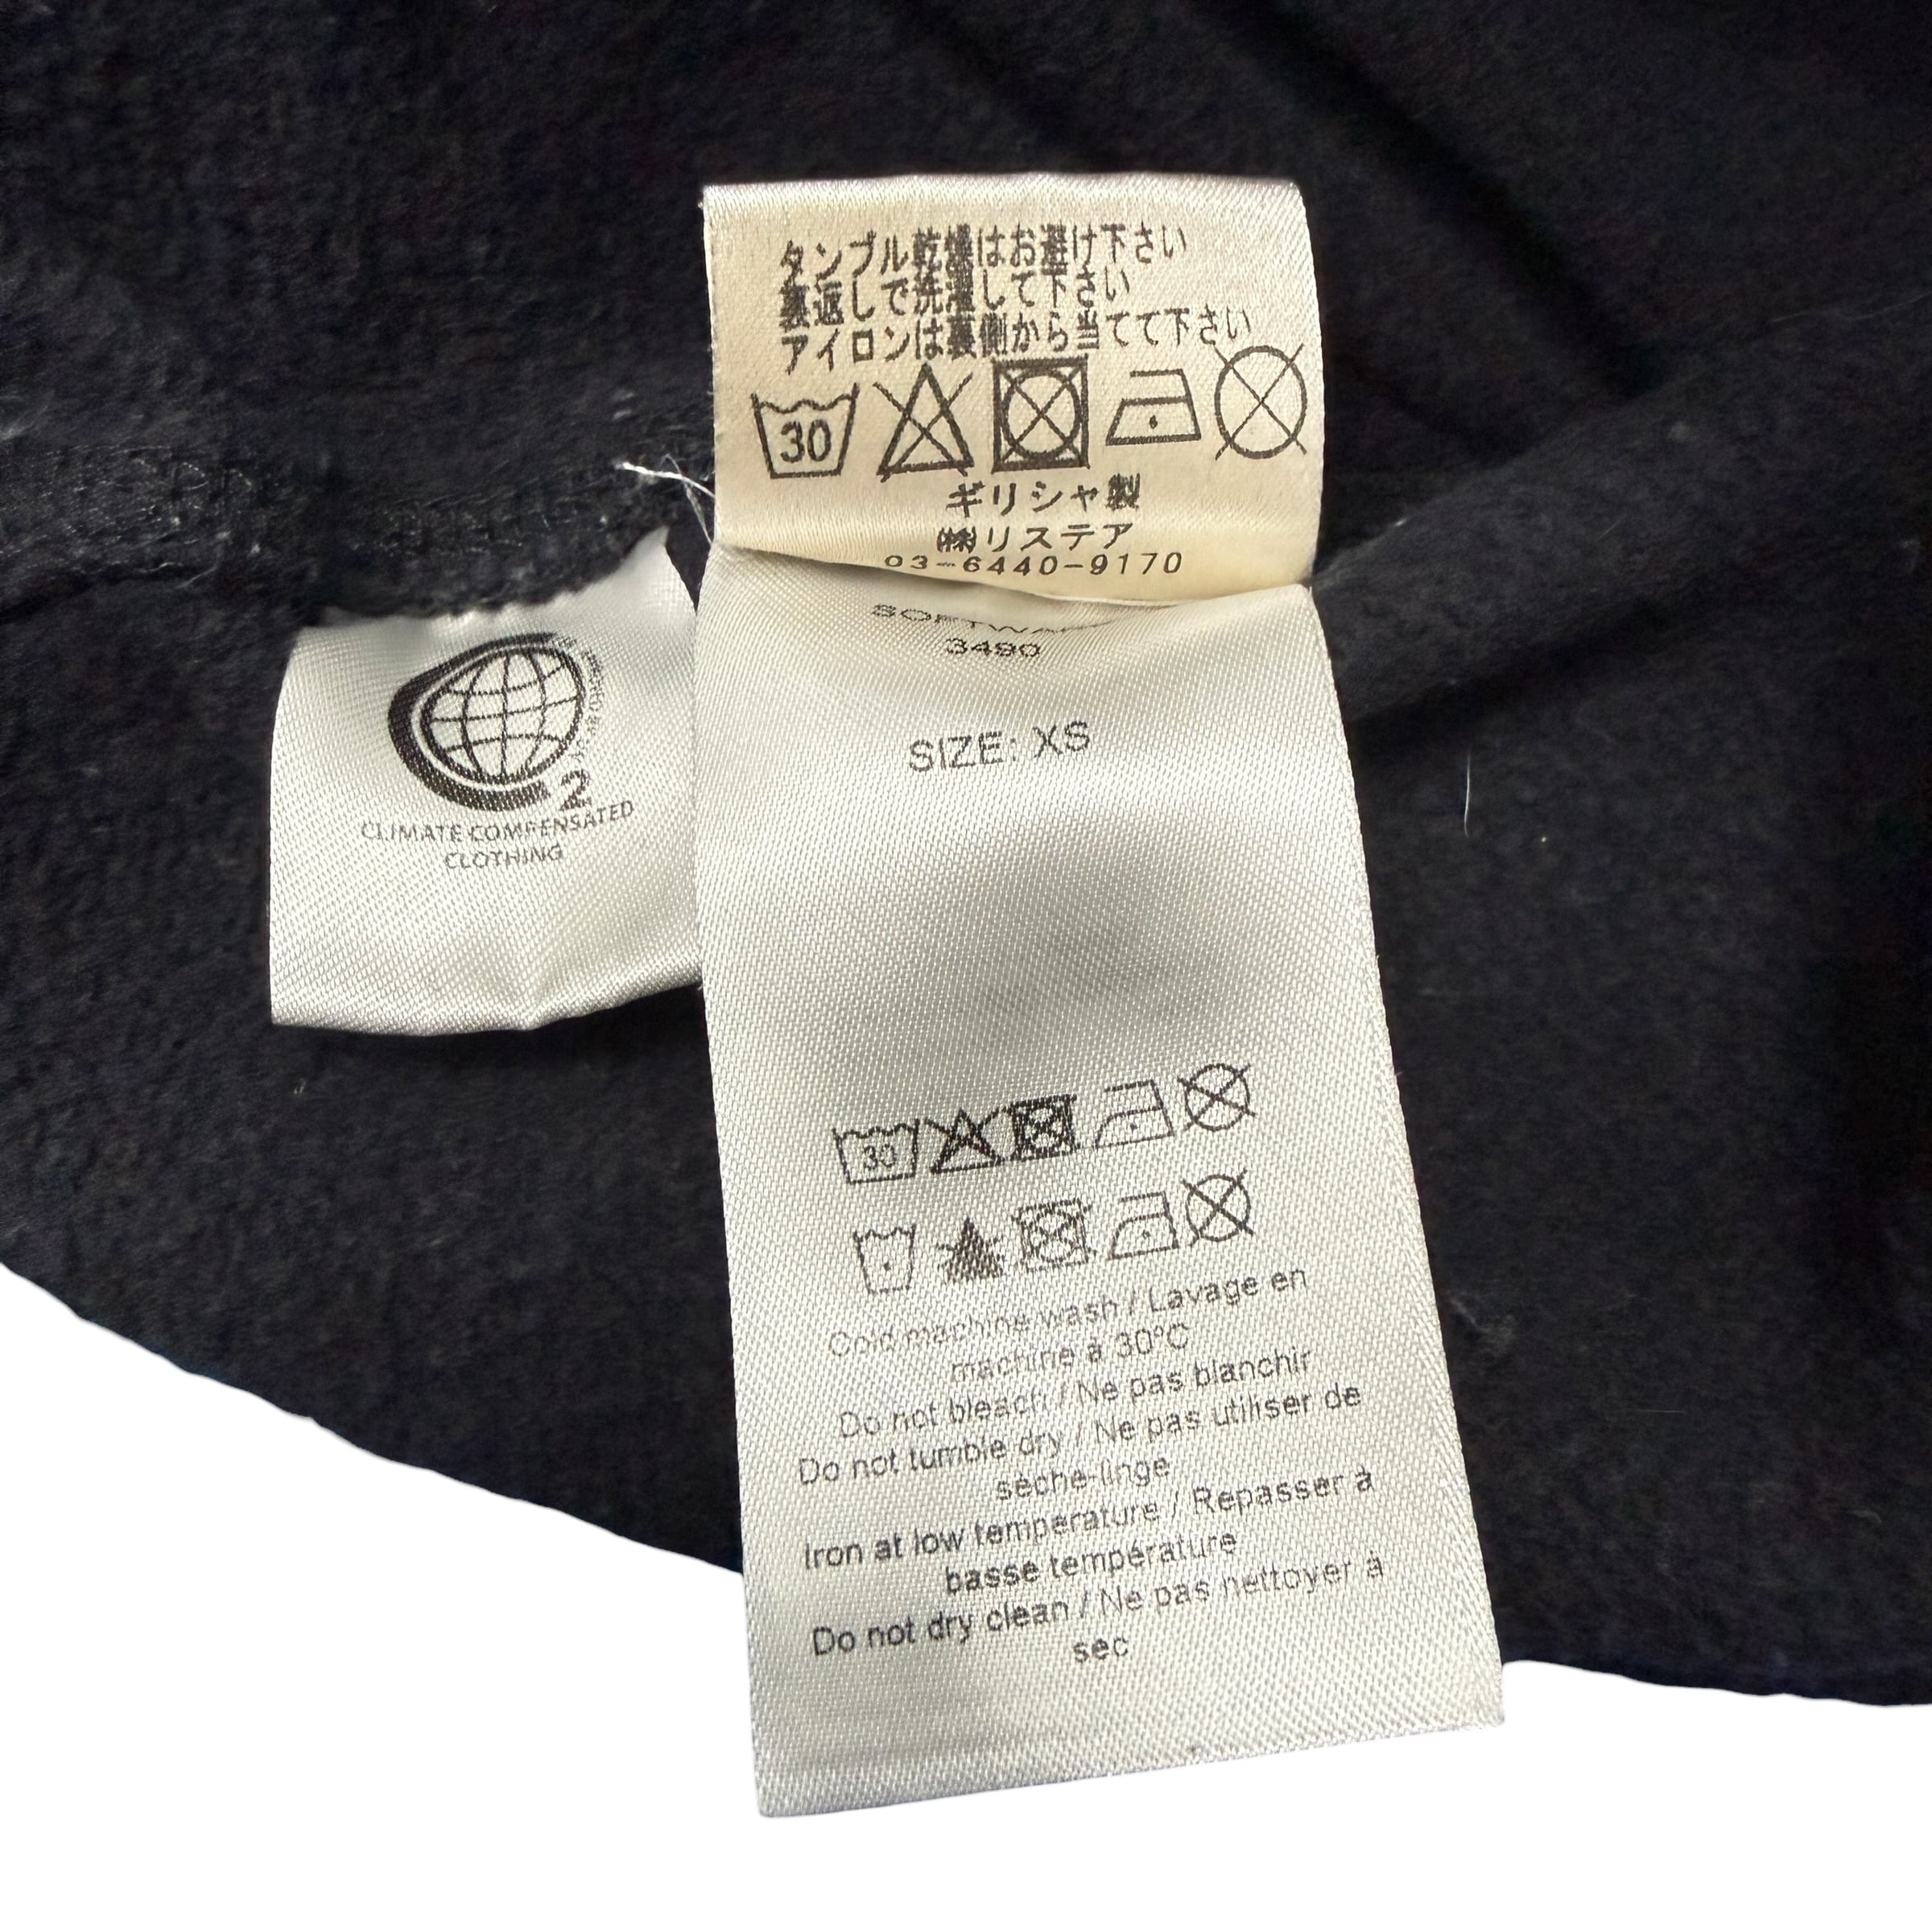 タンブル乾燥はお避け下さい
裏返しで洗濯して下さい
アイロンは裏側から当てて下さい
30
ギリシャ製
㈱リステア
03-6440-9170
3490
SIZE: XS
2
CLIMATE COMPENSATED
CLOTHING
30
Cold machine wash / Lavage en
machine à 30°C
Do not bleach / Ne pas blanchir
Do not tumble dry / Ne pas utiliser de
sèche-linge
Iron at low temperature / Repasser à
basse température
Do not dry clean / Ne pas nettoyer à
sec